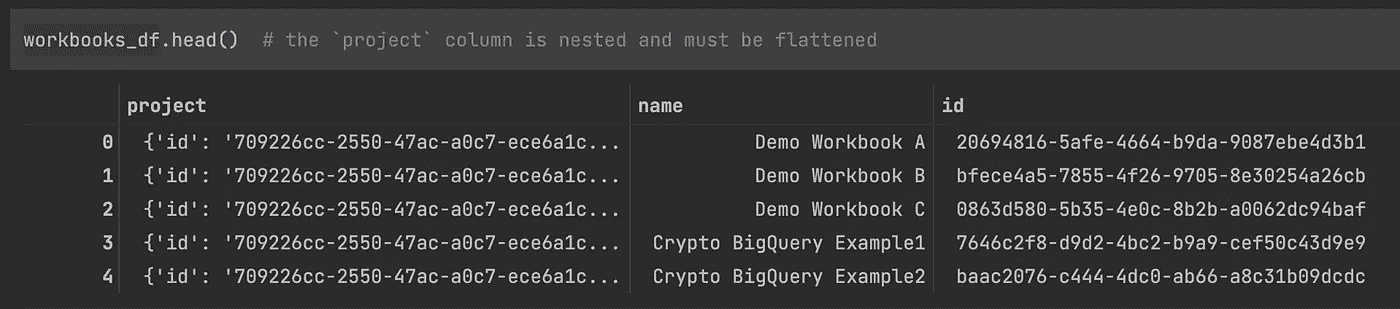 workbooks_df.head()  # the `project` column is nested and must be flattened
project name id
0 {'id': '709226cc-2550-47ac-a0c7-ece6a1c... Demo Workbook A 20694816-5afe-4664-b9da-9087ebe4d3b1
1 {'id': '709226cc-2550-47ac-a0c7-ece6a1c... Demo Workbook B bfece4a5-7855-4f26-9705-8e30254a26cb
2 {'id': '709226cc-2550-47ac-a0c7-ece6a1c... Demo Workbook C 0863d580-5b35-4e0c-8b2b-a0062dc94baf
3 {'id': '709226cc-2550-47ac-a0c7-ece6a1c... Crypto BigQuery Example1 7646c2f8-d9d2-4bc2-b9a9-cef50c43d9e9
4 {'id': '709226cc-2550-47ac-a0c7-ece6a1c... Crypto BigQuery Example2 baac2076-c444-4dc0-ab66-a8c31b09dcdc